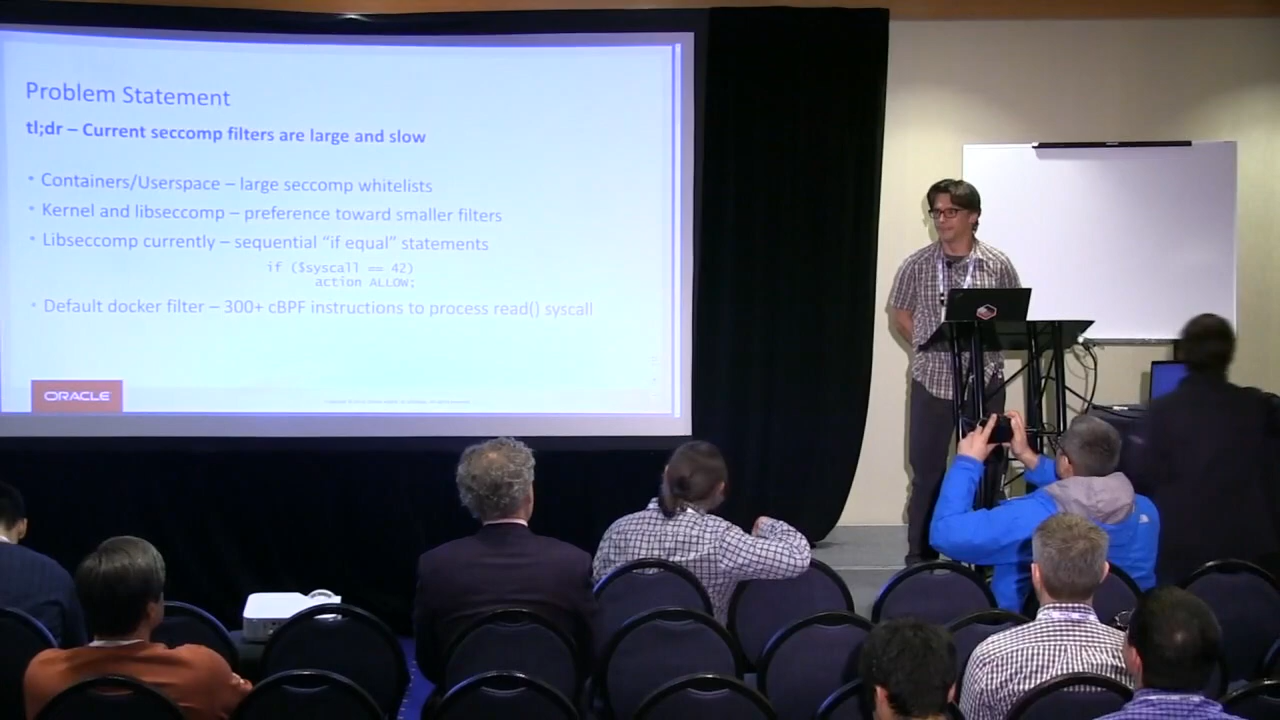 Problem Statement
tl;dr – Current seccomp filters are large and slow
• Containers/Userspace – large seccomp whitelists
• Kernel and libseccomp – preference toward smaller filters
• Libseccomp currently – sequential “if equal” statements
if ($syscall == 42)
action ALLOW;
• Default docker filter – 300+ cBPF instructions to process read() syscall
ORACLE